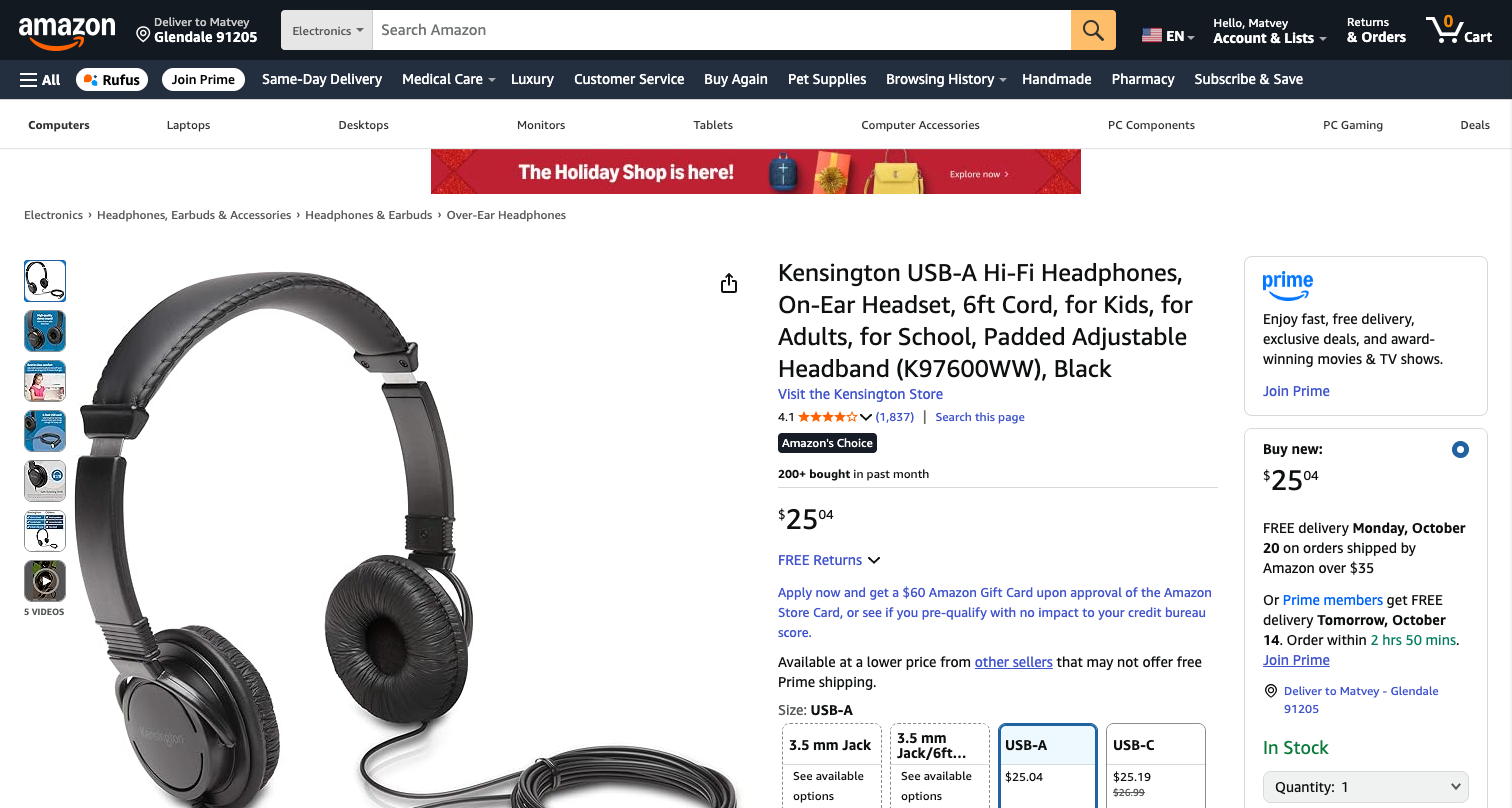 amazon
Deliver to Matvey
Glendale 91205
Electronics
Search Amazon
EN
Hello, Matvey
Account & Lists
Returns
& Orders
0
Cart
All
Rufus
Join Prime
Same-Day Delivery
Medical Care
Luxury
Customer Service
Buy Again
Pet Supplies
Browsing History
Handmade
Pharmacy
Subscribe & Save
Computers
Laptops
Desktops
Monitors
Tablets
Computer Accessories
PC Components
PC Gaming
Deals
The Holiday Shop is here!
Explore now ›
Electronics › Headphones, Earbuds & Accessories › Headphones & Earbuds › Over-Ear Headphones
5 VIDEOS
Kensington
Kensington USB-A Hi-Fi Headphones,
On-Ear Headset, 6ft Cord, for Kids, for
Adults, for School, Padded Adjustable
Headband (K97600WW), Black
Visit the Kensington Store
4.1 (1,837) | Search this page
Amazon's Choice
200+ bought in past month
$2504
FREE Returns
Apply now and get a $60 Amazon Gift Card upon approval of the Amazon
Store Card, or see if you pre-qualify with no impact to your credit bureau
score.
Available at a lower price from other sellers that may not offer free
Prime shipping.
Size: USB-A
3.5 mm Jack
See available
options
3.5 mm
Jack/6ft...
See available
options
USB-A
$25.04
USB-C
$25.19
$26.99
prime
Enjoy fast, free delivery,
exclusive deals, and award-
winning movies & TV shows.
Join Prime
Buy new:
$2504
FREE delivery Monday, October
20 on orders shipped by
Amazon over $35
Or Prime members get FREE
delivery Tomorrow, October
14. Order within 2 hrs 50 mins.
Join Prime
Deliver to Matvey - Glendale
91205
In Stock
Quantity: 1